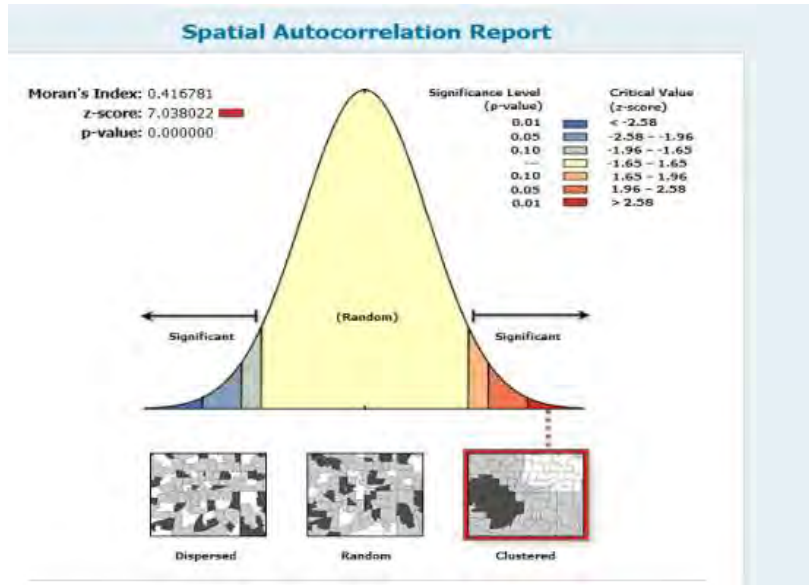 Spatial Autocorrelation Report
Moran's Index: 0.416781
z-score: 7.038022
p-value: 0.000000
Significance Level
(p-value)
Critical Value
(z-score)
0.01 < -2.58
0.05 -2.58 – -1.96
0.10 -1.96 – -1.65
--- -1.65 – 1.65
0.10 1.65 – 1.96
0.05 1.96 – 2.58
0.01 > 2.58
(Random)
Significant Significant
Dispersed Random Clustered